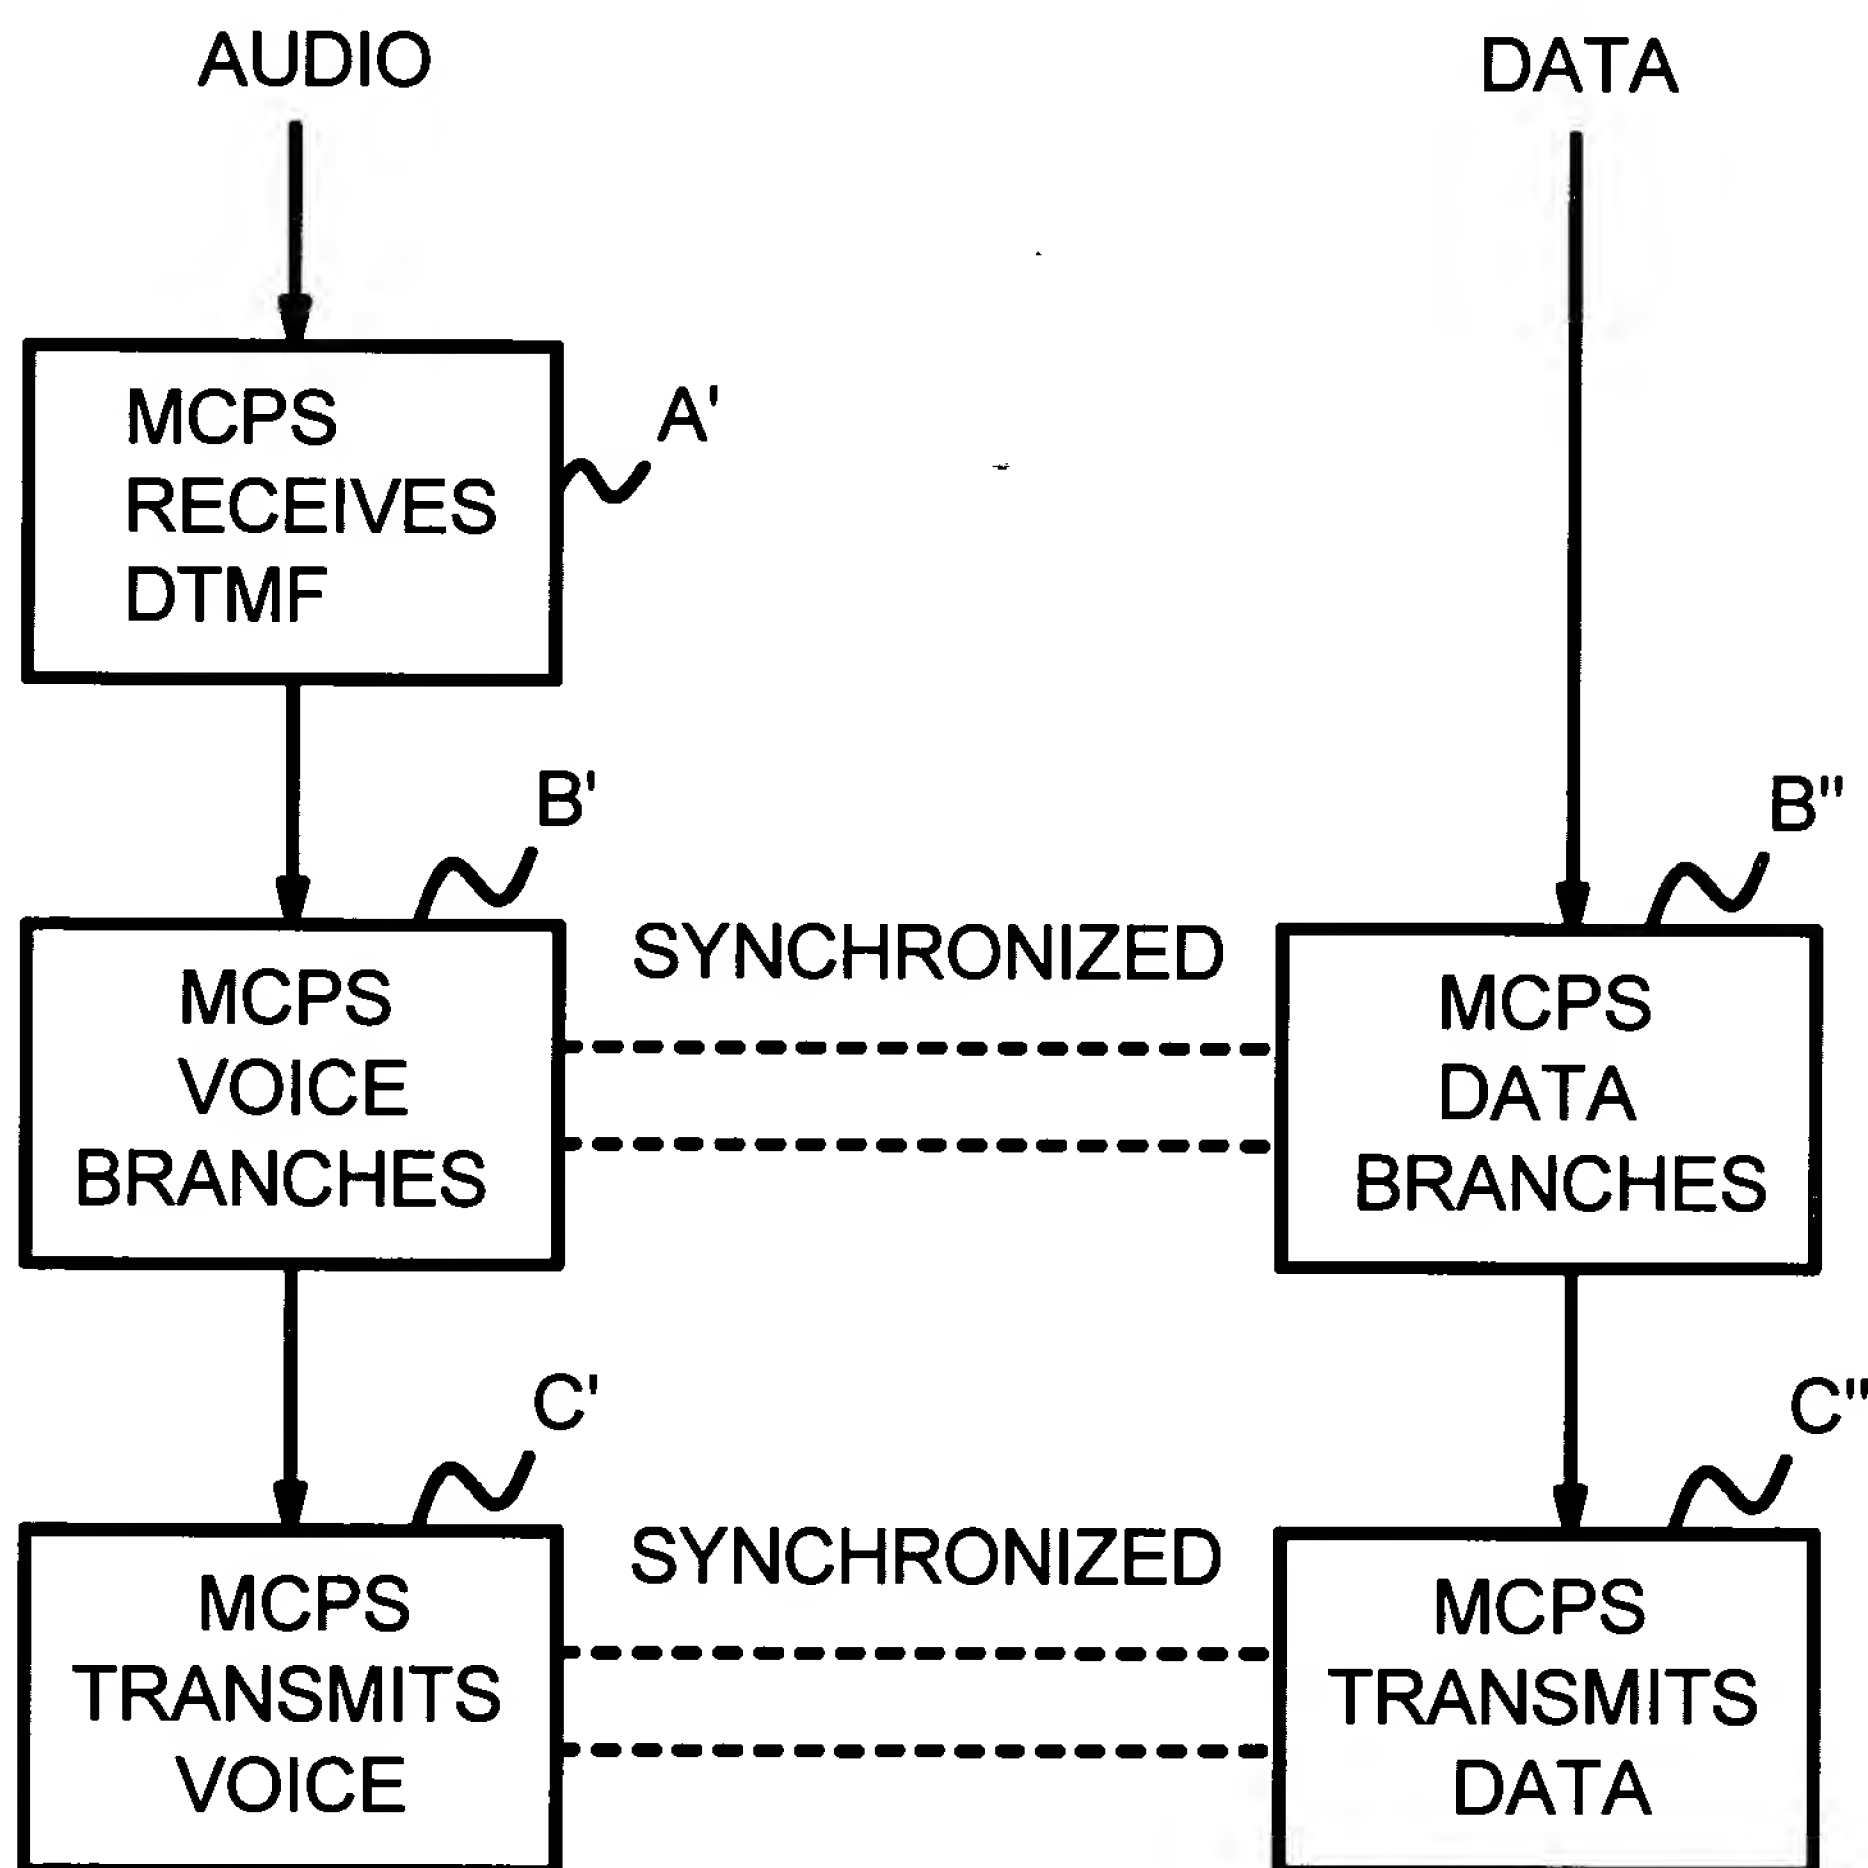 AUDIO
DATA
MCPS
RECEIVES
DTMF
A'
B'
B"
MCPS
VOICE
BRANCHES
SYNCHRONIZED
MCPS
DATA
BRANCHES
C'
C"
MCPS
TRANSMITS
VOICE
SYNCHRONIZED
MCPS
TRANSMITS
DATA